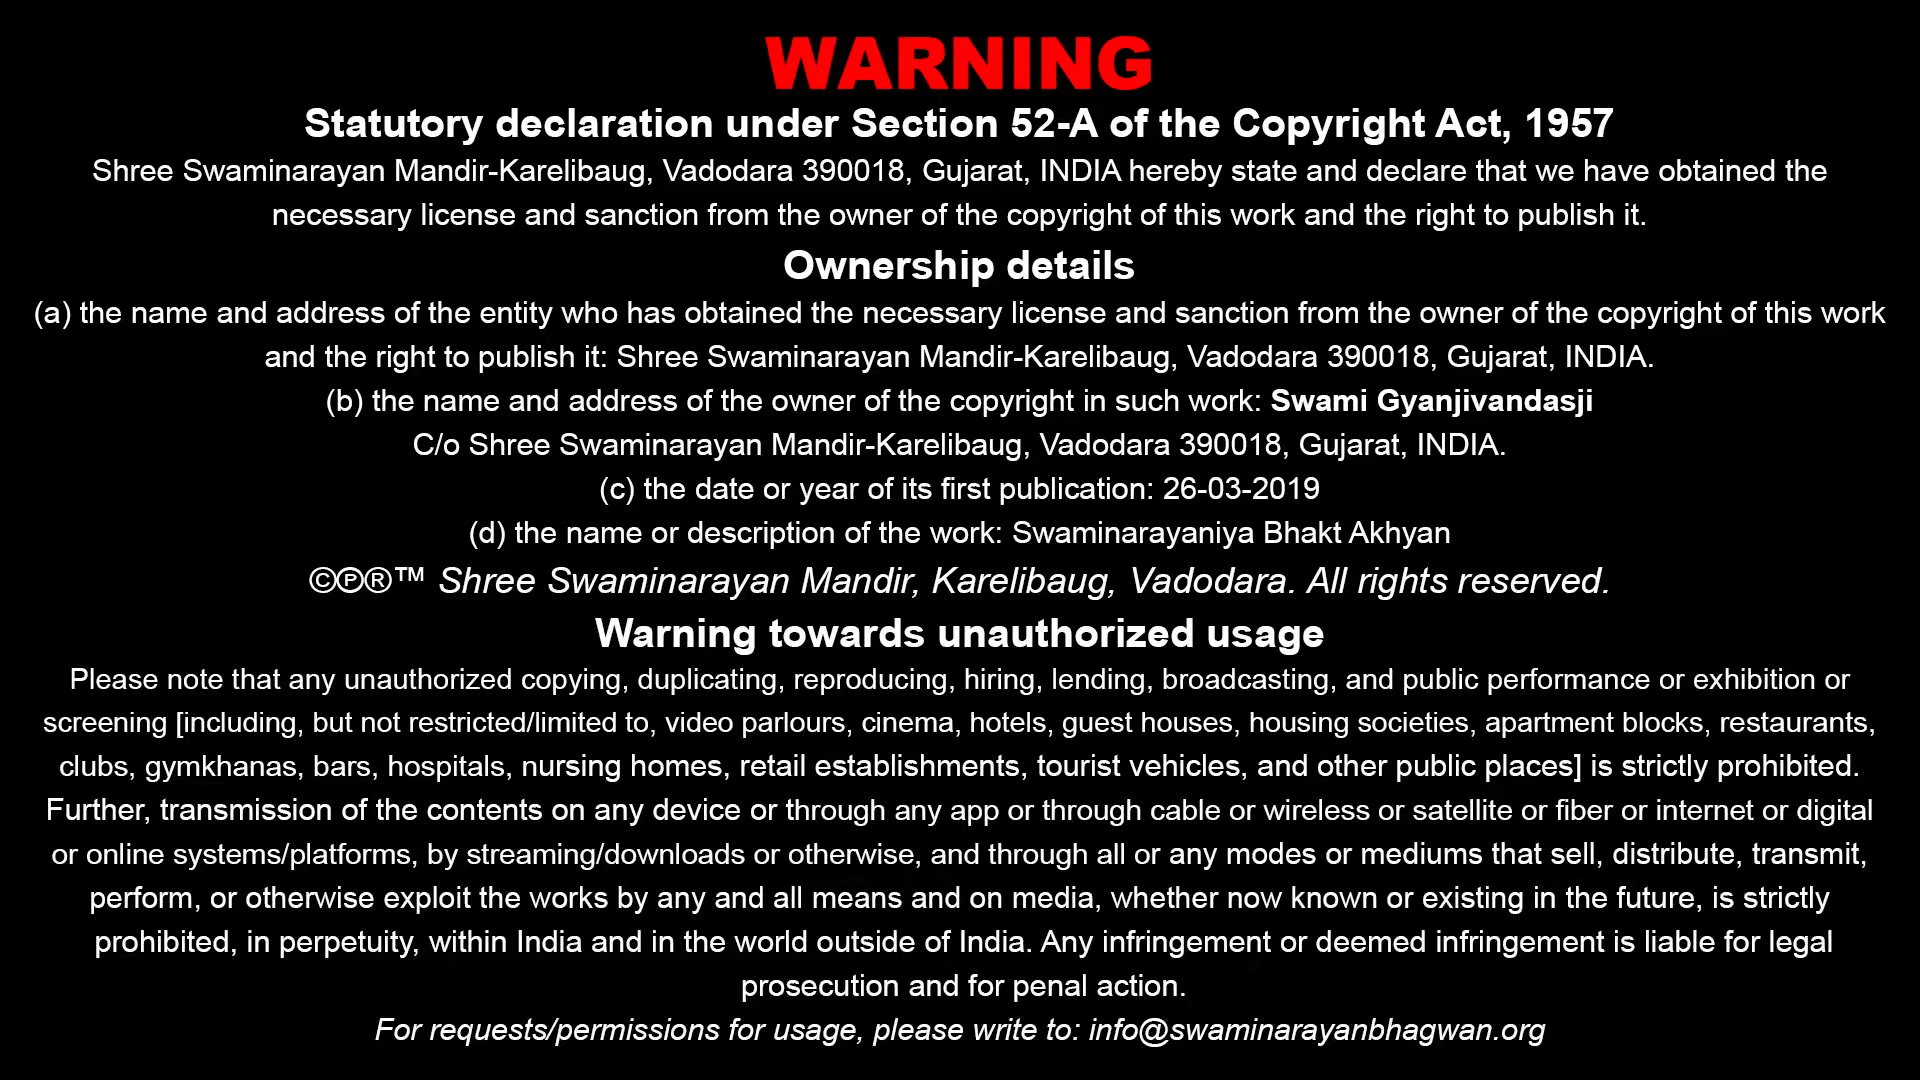 WARNING
Statutory declaration under Section 52-A of the Copyright Act, 1957
Shree Swaminarayan Mandir-Karelibaug, Vadodara 390018, Gujarat, INDIA hereby state and declare that we have obtained the
necessary license and sanction from the owner of the copyright of this work and the right to publish it.
Ownership details
(a) the name and address of the entity who has obtained the necessary license and sanction from the owner of the copyright of this work
and the right to publish it: Shree Swaminarayan Mandir-Karelibaug, Vadodara 390018, Gujarat, INDIA.
(b) the name and address of the owner of the copyright in such work: Swami Gyanjivandasji
C/o Shree Swaminarayan Mandir-Karelibaug, Vadodara 390018, Gujarat, INDIA.
(c) the date or year of its first publication: 26-03-2019
(d) the name or description of the work: Swaminarayaniya Bhakt Akhyan
©℗®™ Shree Swaminarayan Mandir, Karelibaug, Vadodara. All rights reserved.
Warning towards unauthorized usage
Please note that any unauthorized copying, duplicating, reproducing, hiring, lending, broadcasting, and public performance or exhibition or
screening [including, but not restricted/limited to, video parlours, cinema, hotels, guest houses, housing societies, apartment blocks, restaurants,
clubs, gymkhanas, bars, hospitals, nursing homes, retail establishments, tourist vehicles, and other public places] is strictly prohibited.
Further, transmission of the contents on any device or through any app or through cable or wireless or satellite or fiber or internet or digital
or online systems/platforms, by streaming/downloads or otherwise, and through all or any modes or mediums that sell, distribute, transmit,
perform, or otherwise exploit the works by any and all means and on media, whether now known or existing in the future, is strictly
prohibited, in perpetuity, within India and in the world outside of India. Any infringement or deemed infringement is liable for legal
prosecution and for penal action.
For requests/permissions for usage, please write to: info@swaminarayanbhagwan.org